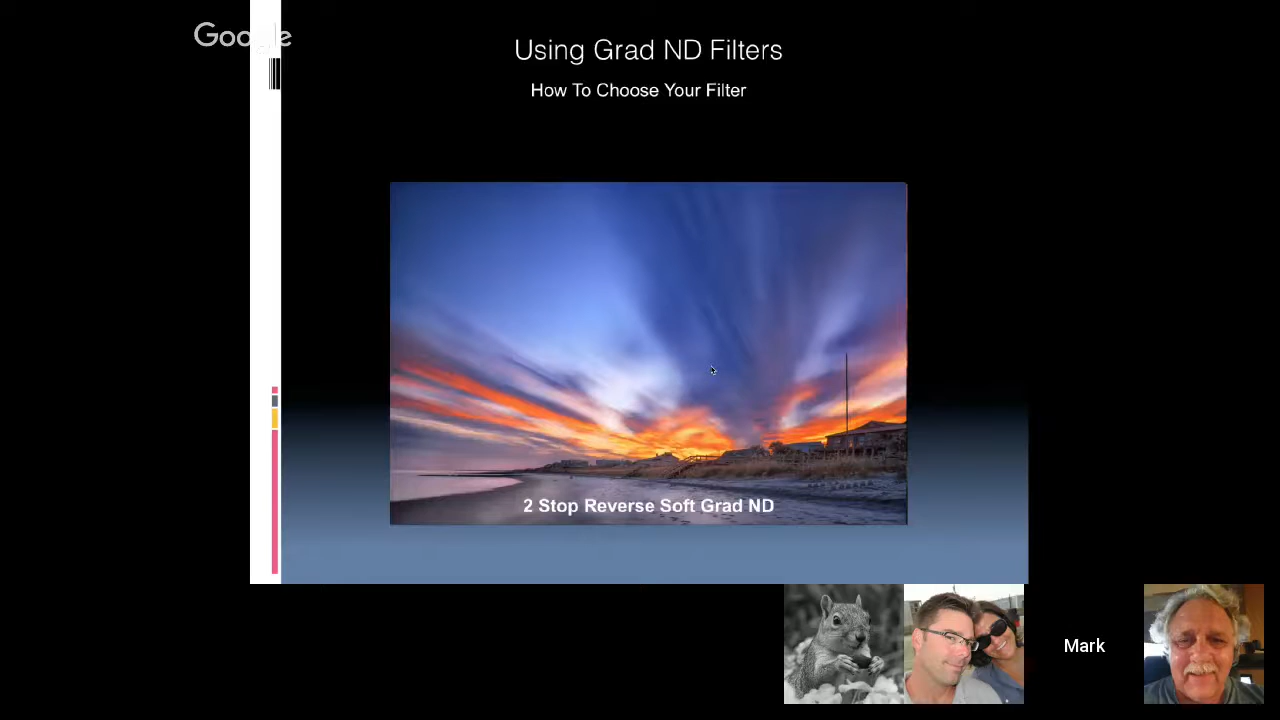 Google
Using Grad ND Filters
How To Choose Your Filter
2 Stop Reverse Soft Grad ND
Mark